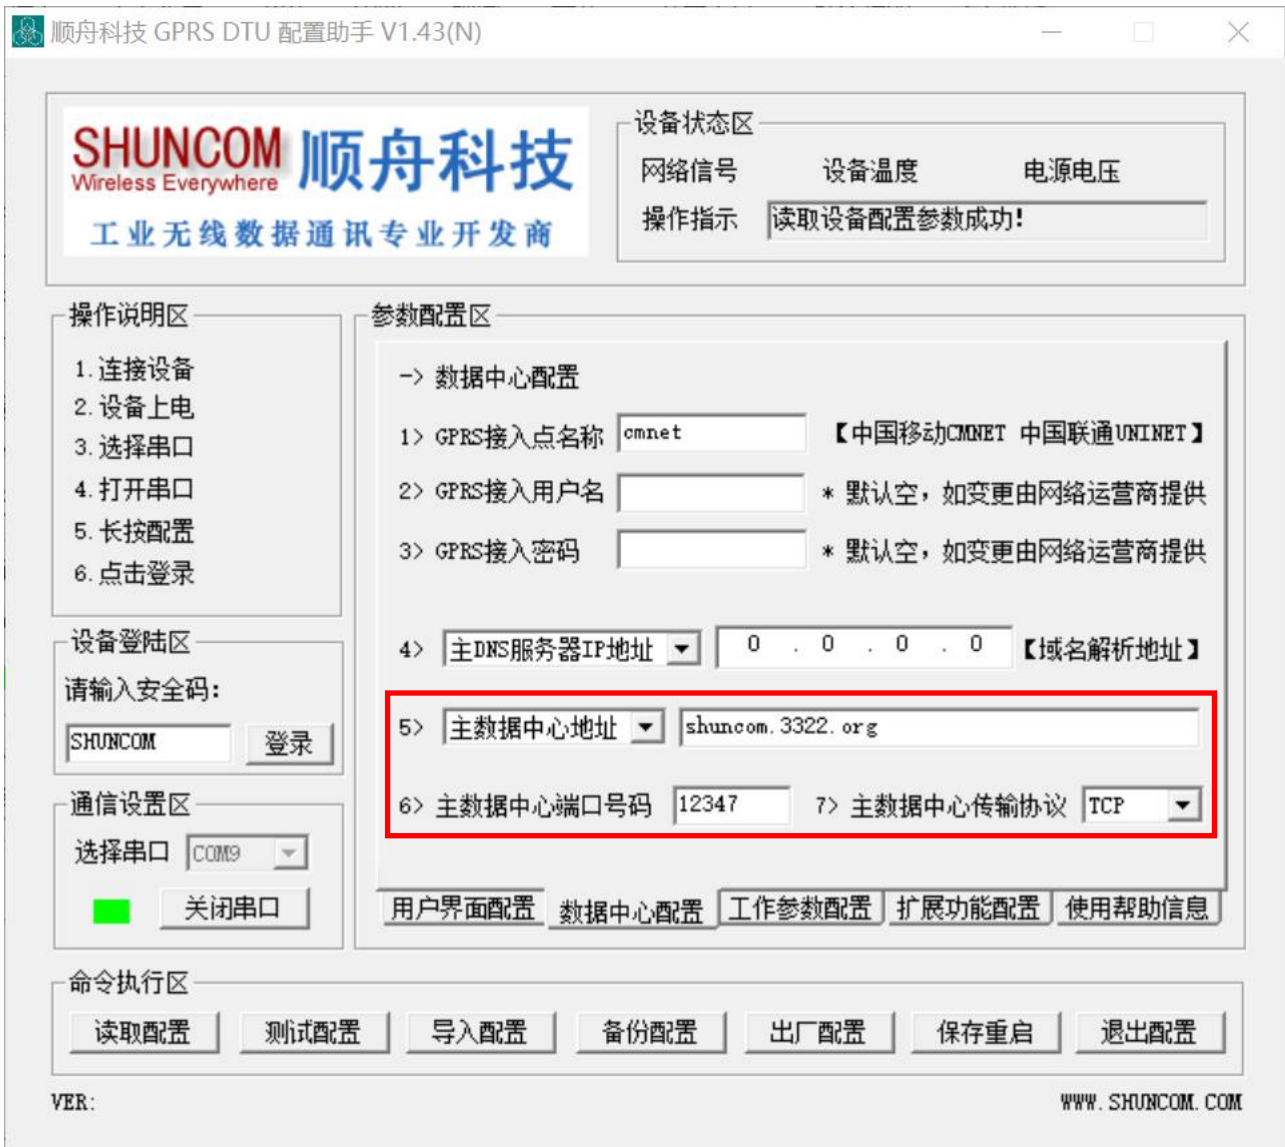 顺舟科技 GPRS DTU 配置助手 V1.43(N)
SHUNCOM 顺舟科技
Wireless Everywhere
工业无线数据通讯专业开发商
设备状态区
网络信号 设备温度 电源电压
操作指示 读取设备配置参数成功!
操作说明区
1.连接设备
2.设备上电
3.选择串口
4.打开串口
5.长按配置
6.点击登录
设备登陆区
请输入安全码:
SHUNCOM 登录
通信设置区
选择串口 COM9
关闭串口
参数配置区
-> 数据中心配置
1> GPRS接入点名称 cmnet 【中国移动CMNET 中国联通UNINET】
2> GPRS接入用户名 * 默认空，如变更由网络运营商提供
3> GPRS接入密码 * 默认空，如变更由网络运营商提供
4> 主DNS服务器IP地址 0 . 0 . 0 . 0 【域名解析地址】
5> 主数据中心地址 shuncom.3322.org
6> 主数据中心端口号码 12347 7> 主数据中心传输协议 TCP
用户界面配置 数据中心配置 工作参数配置 扩展功能配置 使用帮助信息
命令执行区
读取配置 测试配置 导入配置 备份配置 出厂配置 保存重启 退出配置
VER: WWW.SHUNCOM.COM